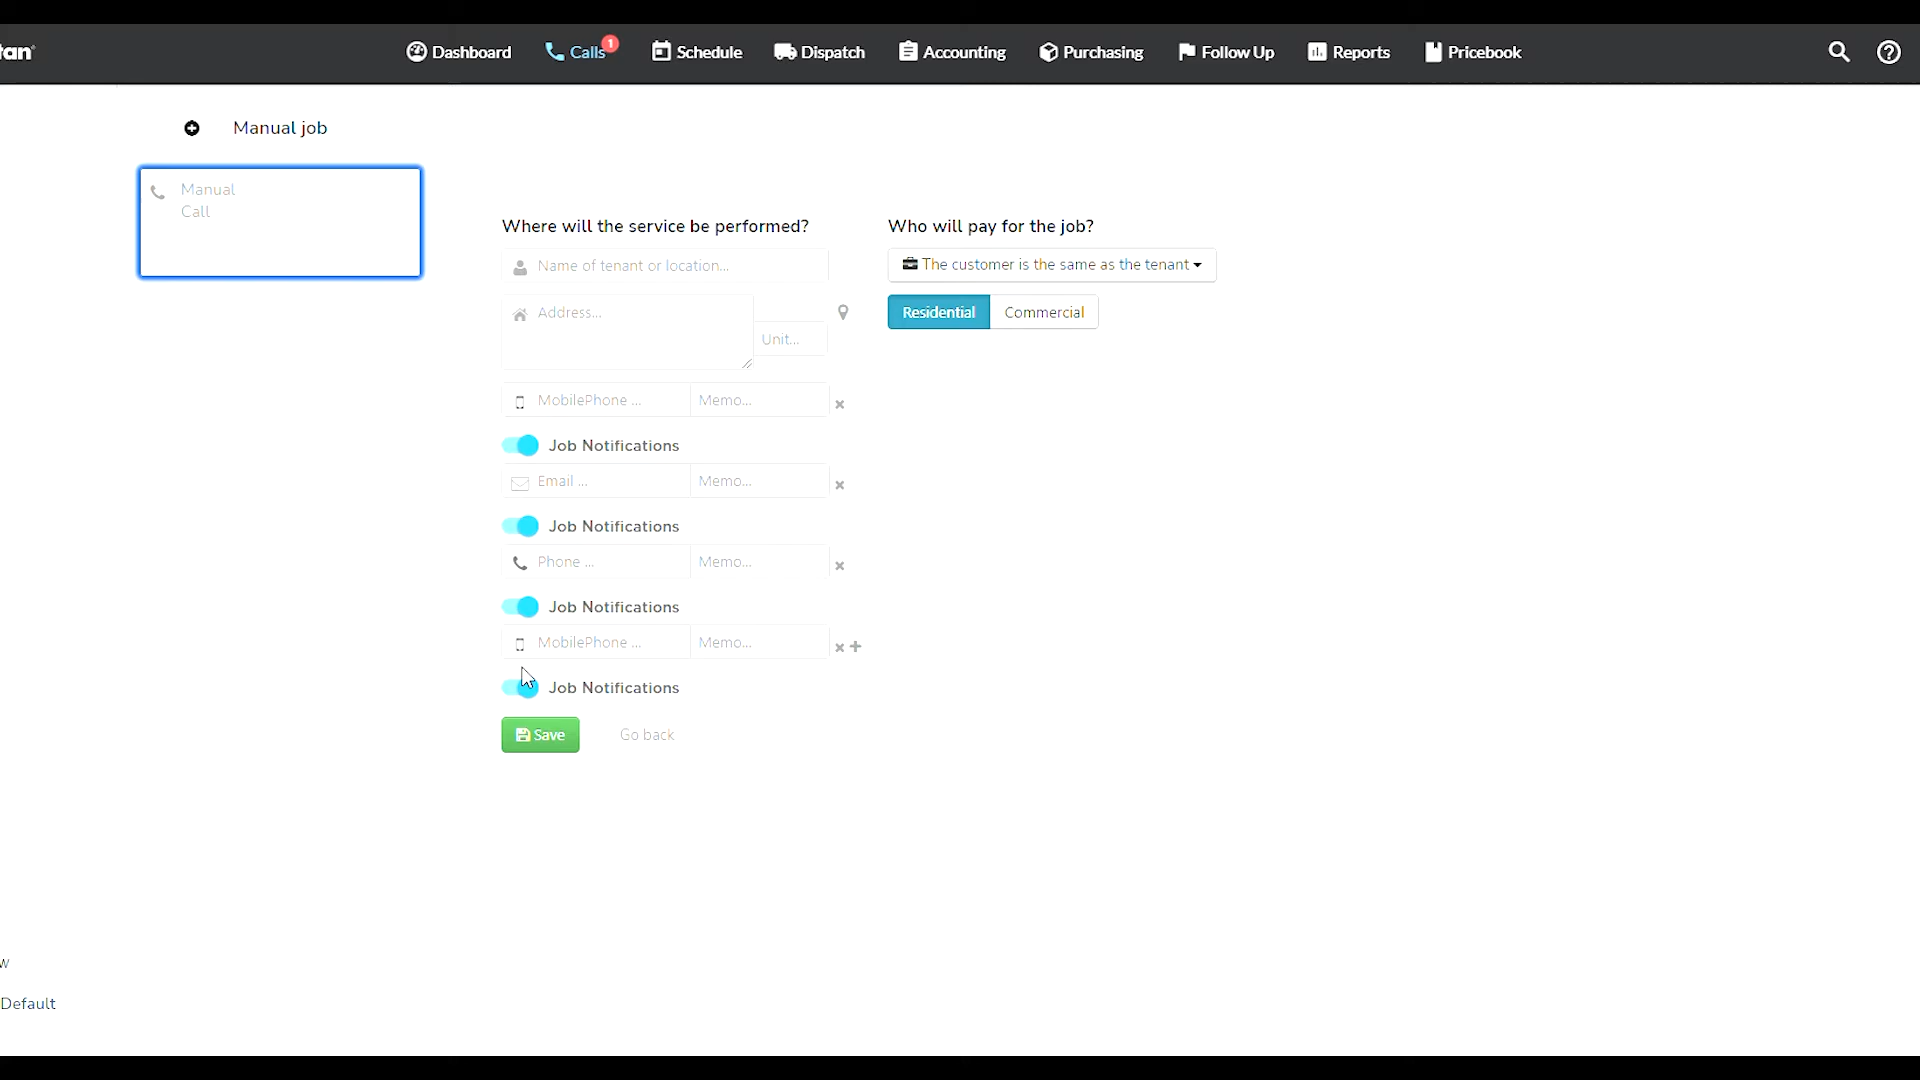 tan
Dashboard
Calls
1
Schedule
Dispatch
Accounting
Purchasing
Follow Up
Reports
Pricebook
Manual job
Manual
Call
Where will the service be performed?
Who will pay for the job?
Name of tenant or location...
The customer is the same as the tenant
Address...
Unit...
Residential
Commercial
MobilePhone ...
Memo...
Job Notifications
Email ...
Memo...
Job Notifications
Phone ...
Memo...
Job Notifications
MobilePhone ...
Memo...
Job Notifications
Save
Go back
w
Default